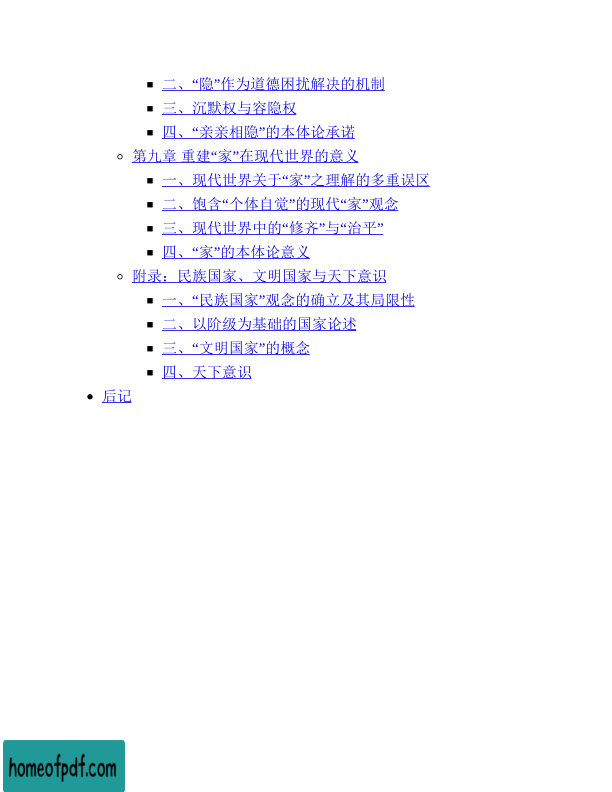 二、“隐”作为道德困扰解决的机制
三、沉默权与容隐权
四、“亲亲相隐”的本体论承诺
第九章 重建“家”在现代世界的意义
一、现代世界关于“家”之理解的多重误区
二、饱含“个体自觉”的现代“家”观念
三、现代世界中的“修齐”与“治平”
四、“家”的本体论意义
附录：民族国家、文明国家与天下意识
一、“民族国家”观念的确立及其局限性
二、以阶级为基础的国家论述
三、“文明国家”的概念
四、天下意识
后记
homeofpdf.com